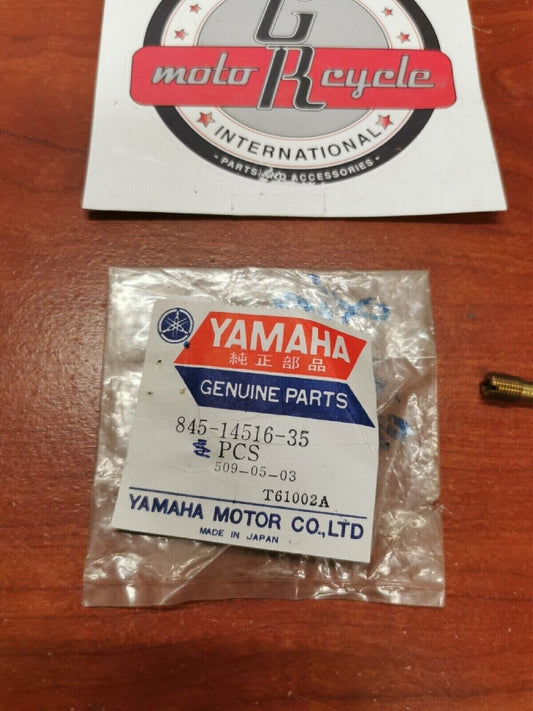 GR
moto cycle
INTERNATIONAL
- PARTS AND ACCESSORIES -
YAMAHA
純正部品
GENUINE PARTS
845-14516-35
PCS
509-05-03
T61002A
YAMAHA MOTOR CO.,LTD
MADE IN JAPAN